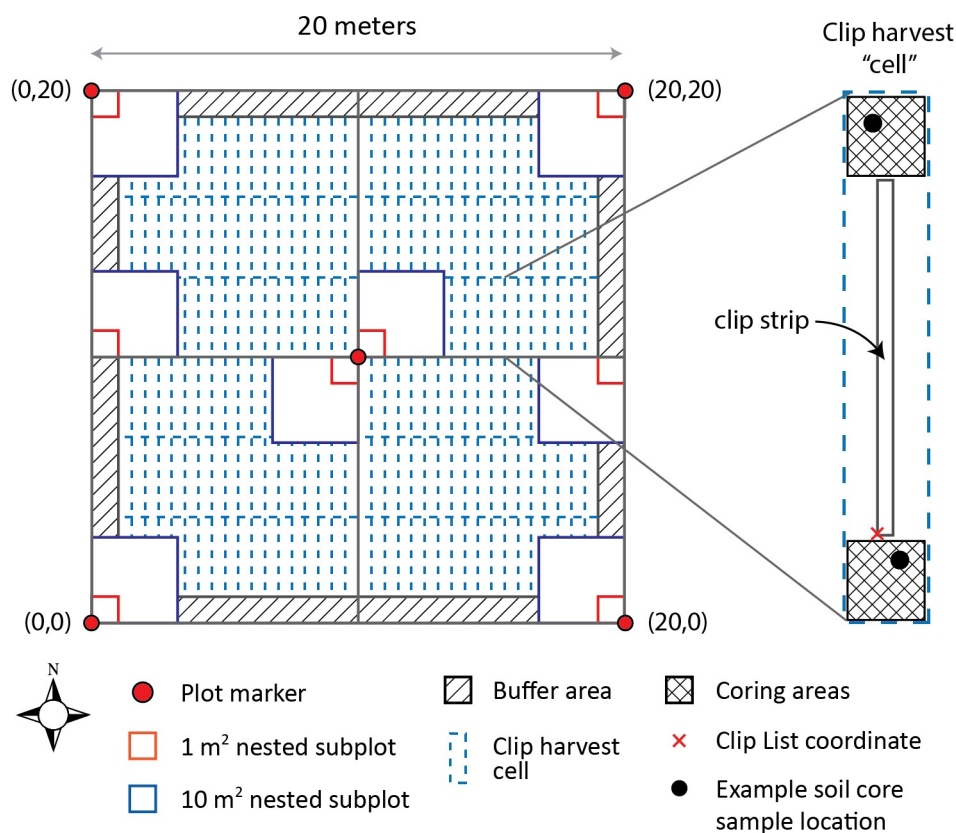 20 meters
Clip harvest
“cell”
(0,20)
(20,20)
clip strip
(0,0)
(20,0)
N
Plot marker
Buffer area
Coring areas
1 m² nested subplot
Clip harvest
cell
Clip List coordinate
10 m² nested subplot
Example soil core
sample location